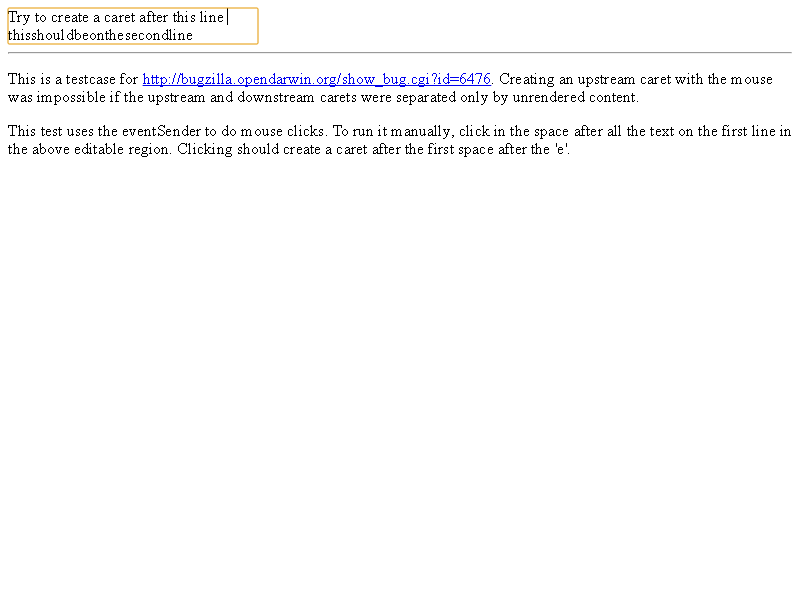 Try to create a caret after this line
thisshouldbeonthesecondline
This is a testcase for http://bugzilla.opendarwin.org/show_bug.cgi?id=6476. Creating an upstream caret with the mouse
was impossible if the upstream and downstream carets were separated only by unrendered content.
This test uses the eventSender to do mouse clicks. To run it manually, click in the space after all the text on the first line in
the above editable region. Clicking should create a caret after the first space after the 'e'.